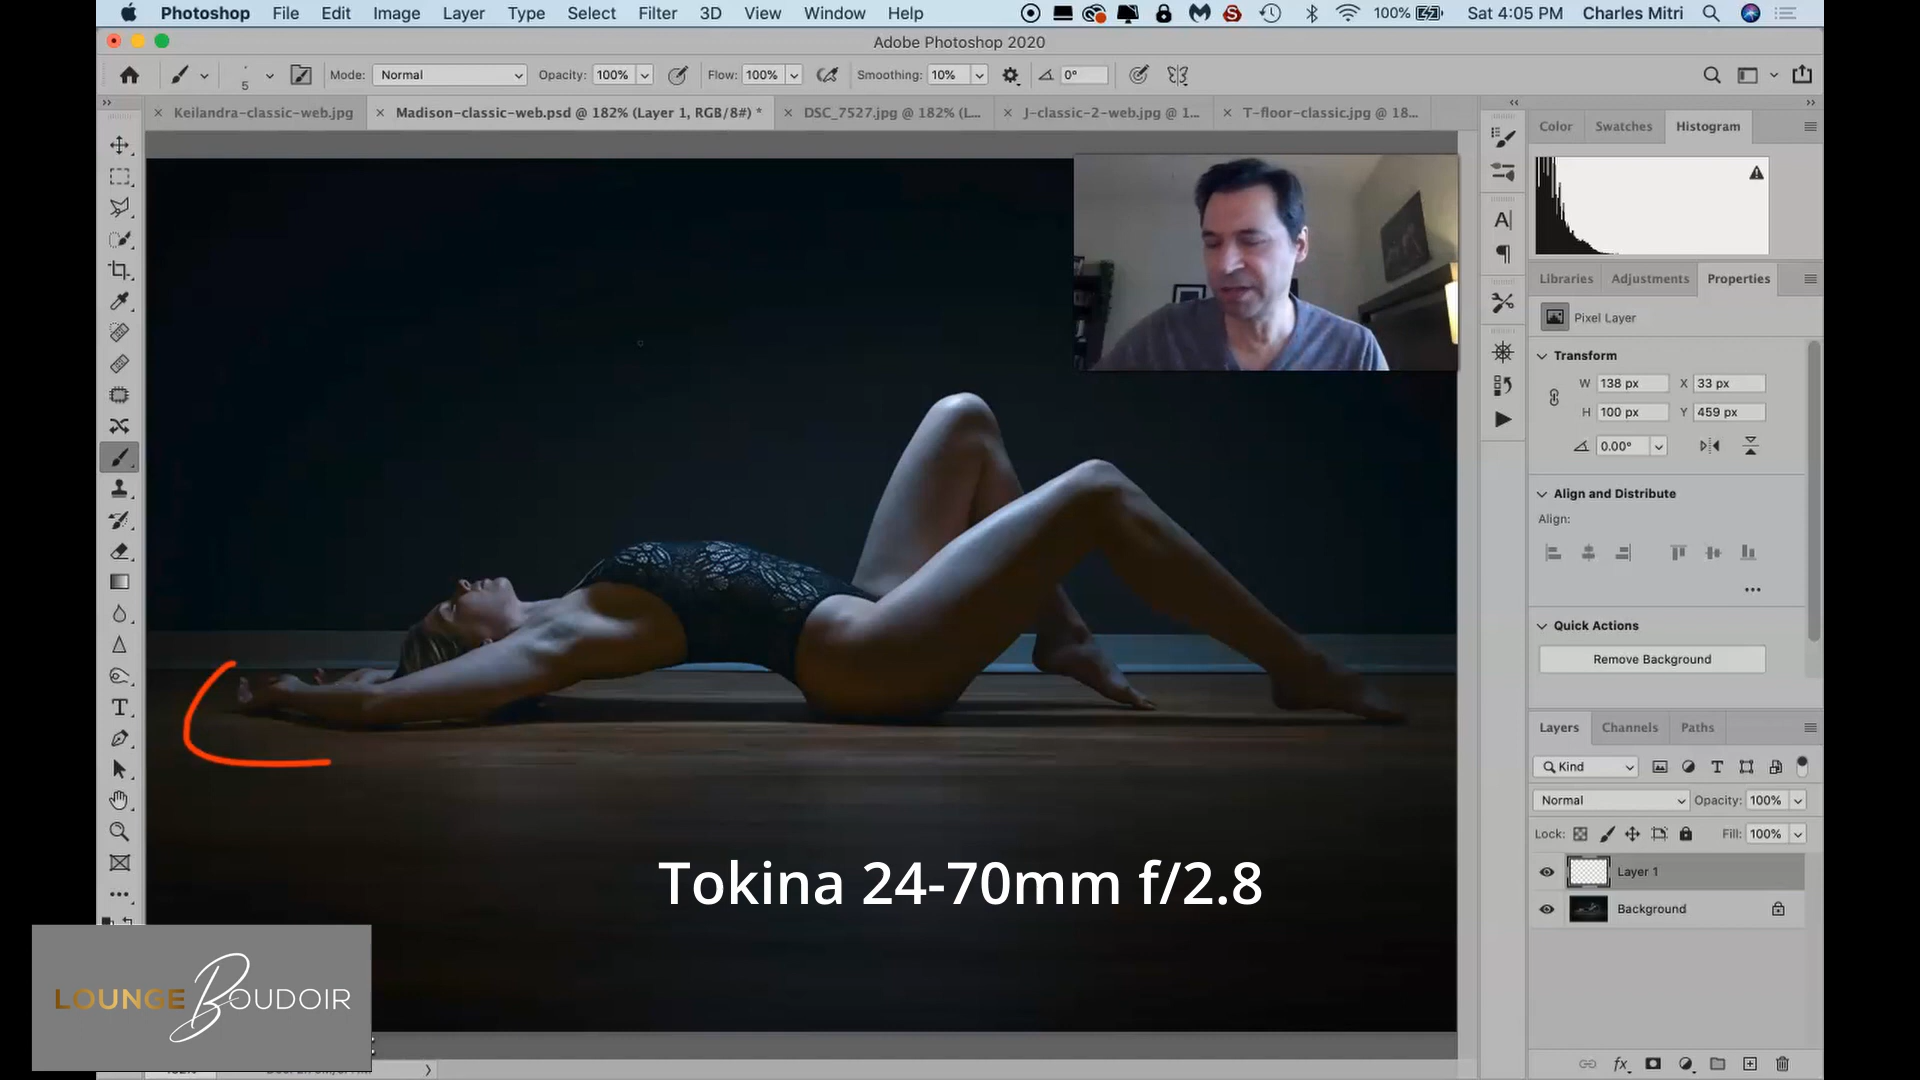 Photoshop File Edit Image Layer Type Select Filter 3D View Window Help 100% Sat 4:05 PM Charles Mitri
Adobe Photoshop 2020
5 Mode: Normal Opacity: 100% Flow: 100% Smoothing: 10% 0°
Keilandra-classic-web.jpg Madison-classic-web.psd @ 182% (Layer 1, RGB/8#) * DSC_7527.jpg @ 182% (L... J-classic-2-web.jpg @ 1... T-floor-classic.jpg @ 18...
Color Swatches Histogram
Libraries Adjustments Properties
Pixel Layer
Transform
W 138 px X 33 px
H 100 px Y 459 px
0.00°
Align and Distribute
Align:
Quick Actions
Remove Background
Layers Channels Paths
Kind
Normal Opacity: 100%
Lock: Fill: 100%
Layer 1
Background
Tokina 24-70mm f/2.8
LOUNGE BOUDOIR